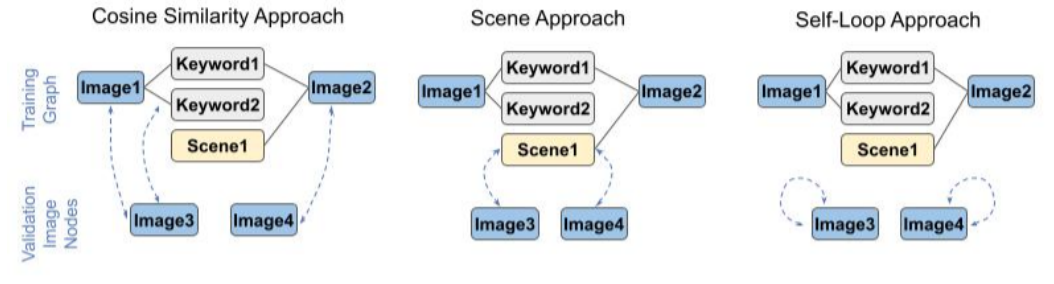 Cosine Similarity Approach
Scene Approach
Self-Loop Approach
Training
Graph
Image1
Keyword1
Keyword2
Scene1
Image2
Image1
Keyword1
Keyword2
Scene1
Image2
Image1
Keyword1
Keyword2
Scene1
Image2
Validation
Image
Nodes
Image3
Image4
Image3
Image4
Image3
Image4